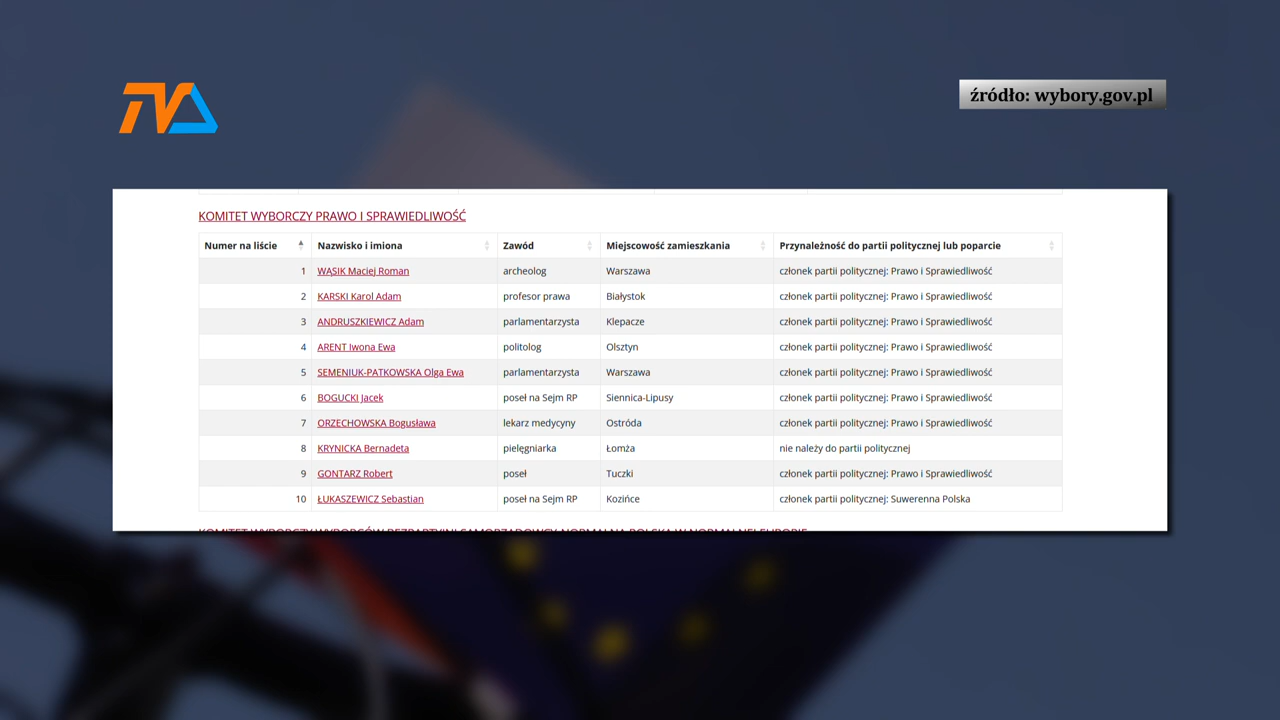 TVA
źródło: wybory.gov.pl
KOMITET WYBORCZY PRAWO I SPRAWIEDLIWOŚĆ
Numer na liście Nazwisko i imiona Zawód Miejscowość zamieszkania Przynależność do partii politycznej lub poparcie
1 WĄSIK Maciej Roman archeolog Warszawa członek partii politycznej: Prawo i Sprawiedliwość
2 KARSKI Karol Adam profesor prawa Białystok członek partii politycznej: Prawo i Sprawiedliwość
3 ANDRUSZKIEWICZ Adam parlamentarzysta Klepacze członek partii politycznej: Prawo i Sprawiedliwość
4 ARENT Iwona Ewa politolog Olsztyn członek partii politycznej: Prawo i Sprawiedliwość
5 SEMENIUK-PATKOWSKA Olga Ewa parlamentarzysta Warszawa członek partii politycznej: Prawo i Sprawiedliwość
6 BOGUCKI Jacek poseł na Sejm RP Siennica-Lipusy członek partii politycznej: Prawo i Sprawiedliwość
7 ORZECHOWSKA Bogusława lekarz medycyny Ostróda członek partii politycznej: Prawo i Sprawiedliwość
8 KRYNICKA Bernadeta pielęgniarka Łomża nie należy do partii politycznej
9 GONTARZ Robert poseł Tuczki członek partii politycznej: Prawo i Sprawiedliwość
10 ŁUKASZEWICZ Sebastian poseł na Sejm RP Kozińce członek partii politycznej: Suwerenna Polska